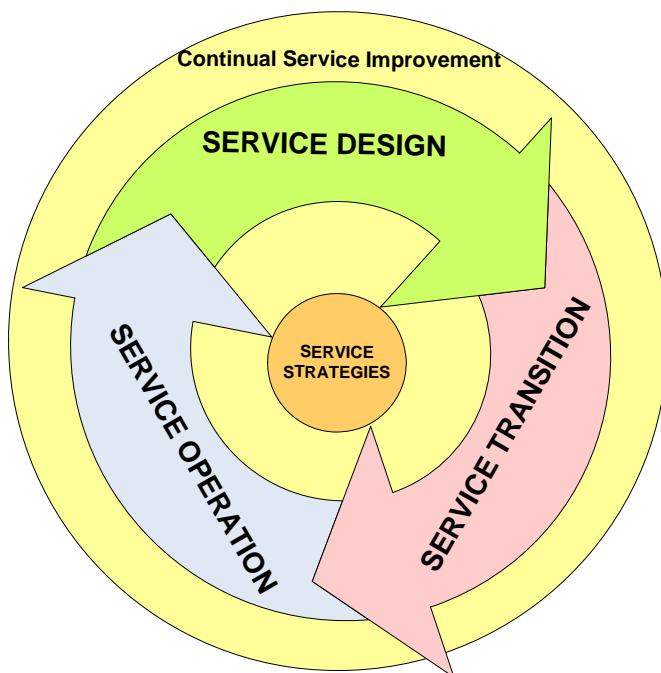 Continual Service Improvement
SERVICE DESIGN
SERVICE TRANSITION
SERVICE
STRATEGIES
SERVICE OPERATION